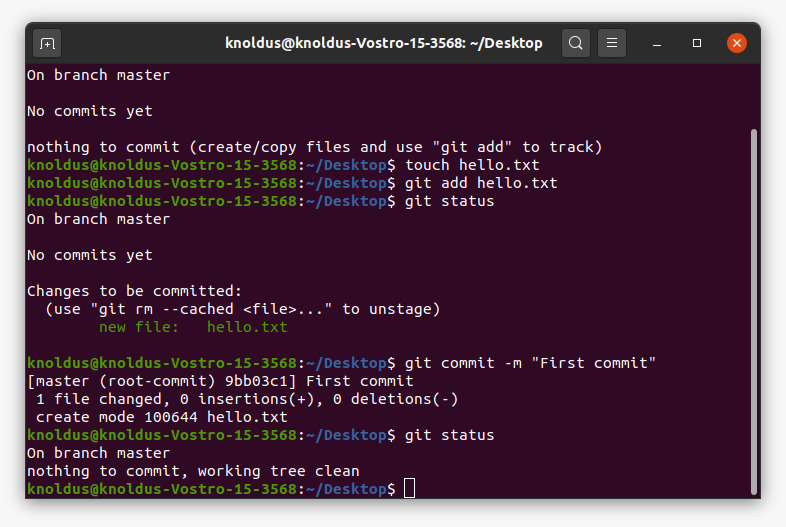 knoldus@knoldus-Vostro-15-3568: ~/Desktop
On branch master
No commits yet
nothing to commit (create/copy files and use "git add" to track)
knoldus@knoldus-Vostro-15-3568:~/Desktop$ touch hello.txt
knoldus@knoldus-Vostro-15-3568:~/Desktop$ git add hello.txt
knoldus@knoldus-Vostro-15-3568:~/Desktop$ git status
On branch master
No commits yet
Changes to be committed:
  (use "git rm --cached <file>..." to unstage)
        new file:   hello.txt
knoldus@knoldus-Vostro-15-3568:~/Desktop$ git commit -m "First commit"
[master (root-commit) 9bb03c1] First commit
 1 file changed, 0 insertions(+), 0 deletions(-)
 create mode 100644 hello.txt
knoldus@knoldus-Vostro-15-3568:~/Desktop$ git status
On branch master
nothing to commit, working tree clean
knoldus@knoldus-Vostro-15-3568:~/Desktop$